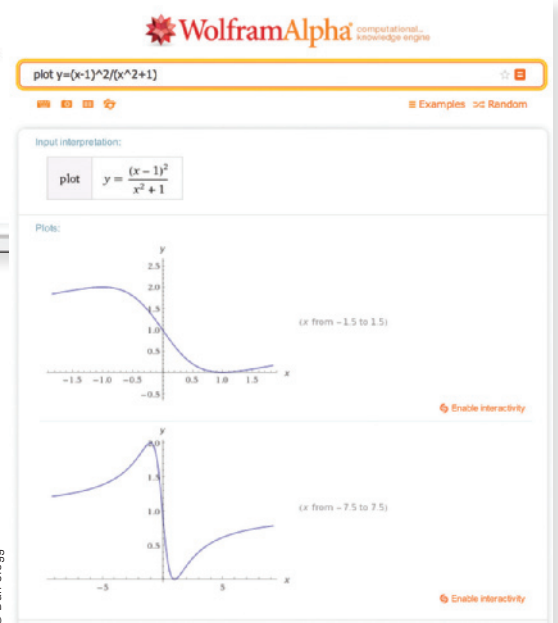 WolframAlpha computational... knowledge engine
plot y=(x-1)^2/(x^2+1)
Examples Random
Input interpretation:
plot y = (x − 1)² / x² + 1
Plots:
y
2.5
2.0
1.5
1.0
0.5
−1.5 −1.0 −0.5 0.5 1.0 1.5 x
−0.5
(x from −1.5 to 1.5)
Enable interactivity
y
2.0
1.5
1.0
0.5
−5 5 x
(x from −7.5 to 7.5)
Enable interactivity